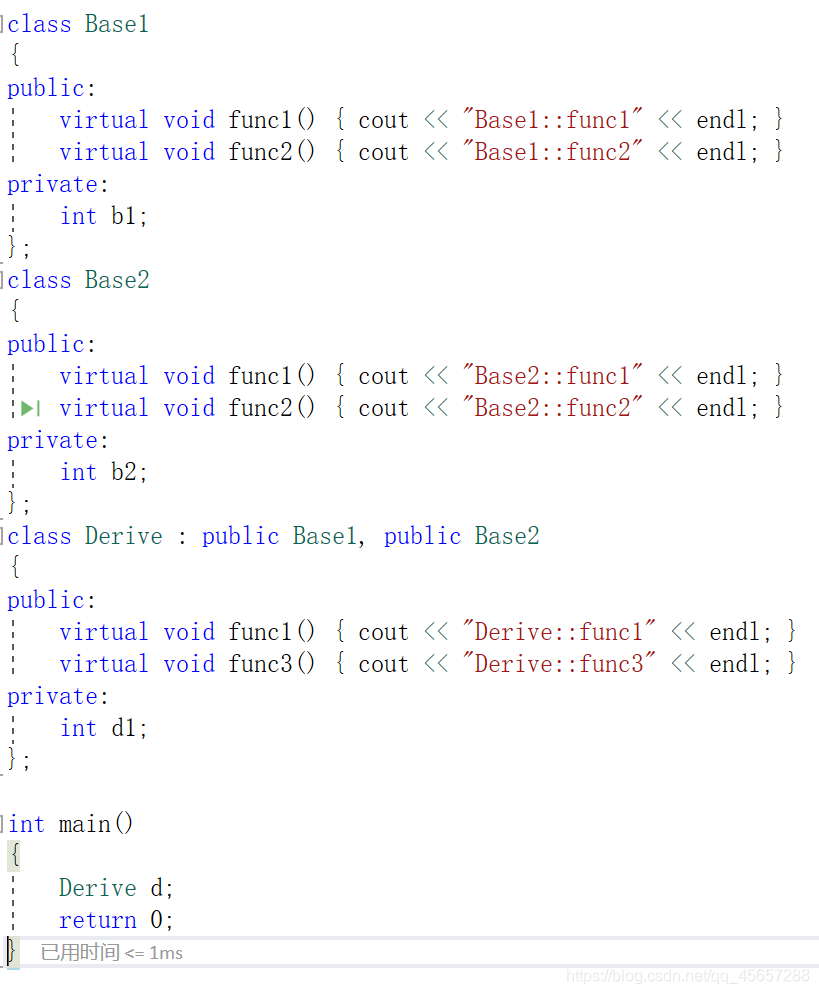 class Base1
{
public:
    virtual void func1() { cout << "Base1::func1" << endl; }
    virtual void func2() { cout << "Base1::func2" << endl; }
private:
    int b1;
};
class Base2
{
public:
    virtual void func1() { cout << "Base2::func1" << endl; }
    virtual void func2() { cout << "Base2::func2" << endl; }
private:
    int b2;
};
class Derive : public Base1, public Base2
{
public:
    virtual void func1() { cout << "Derive::func1" << endl; }
    virtual void func3() { cout << "Derive::func3" << endl; }
private:
    int d1;
};
int main()
{
    Derive d;
    return 0;
} 已用时间 <= 1ms
https://blog.csdn.net/qq_45657288